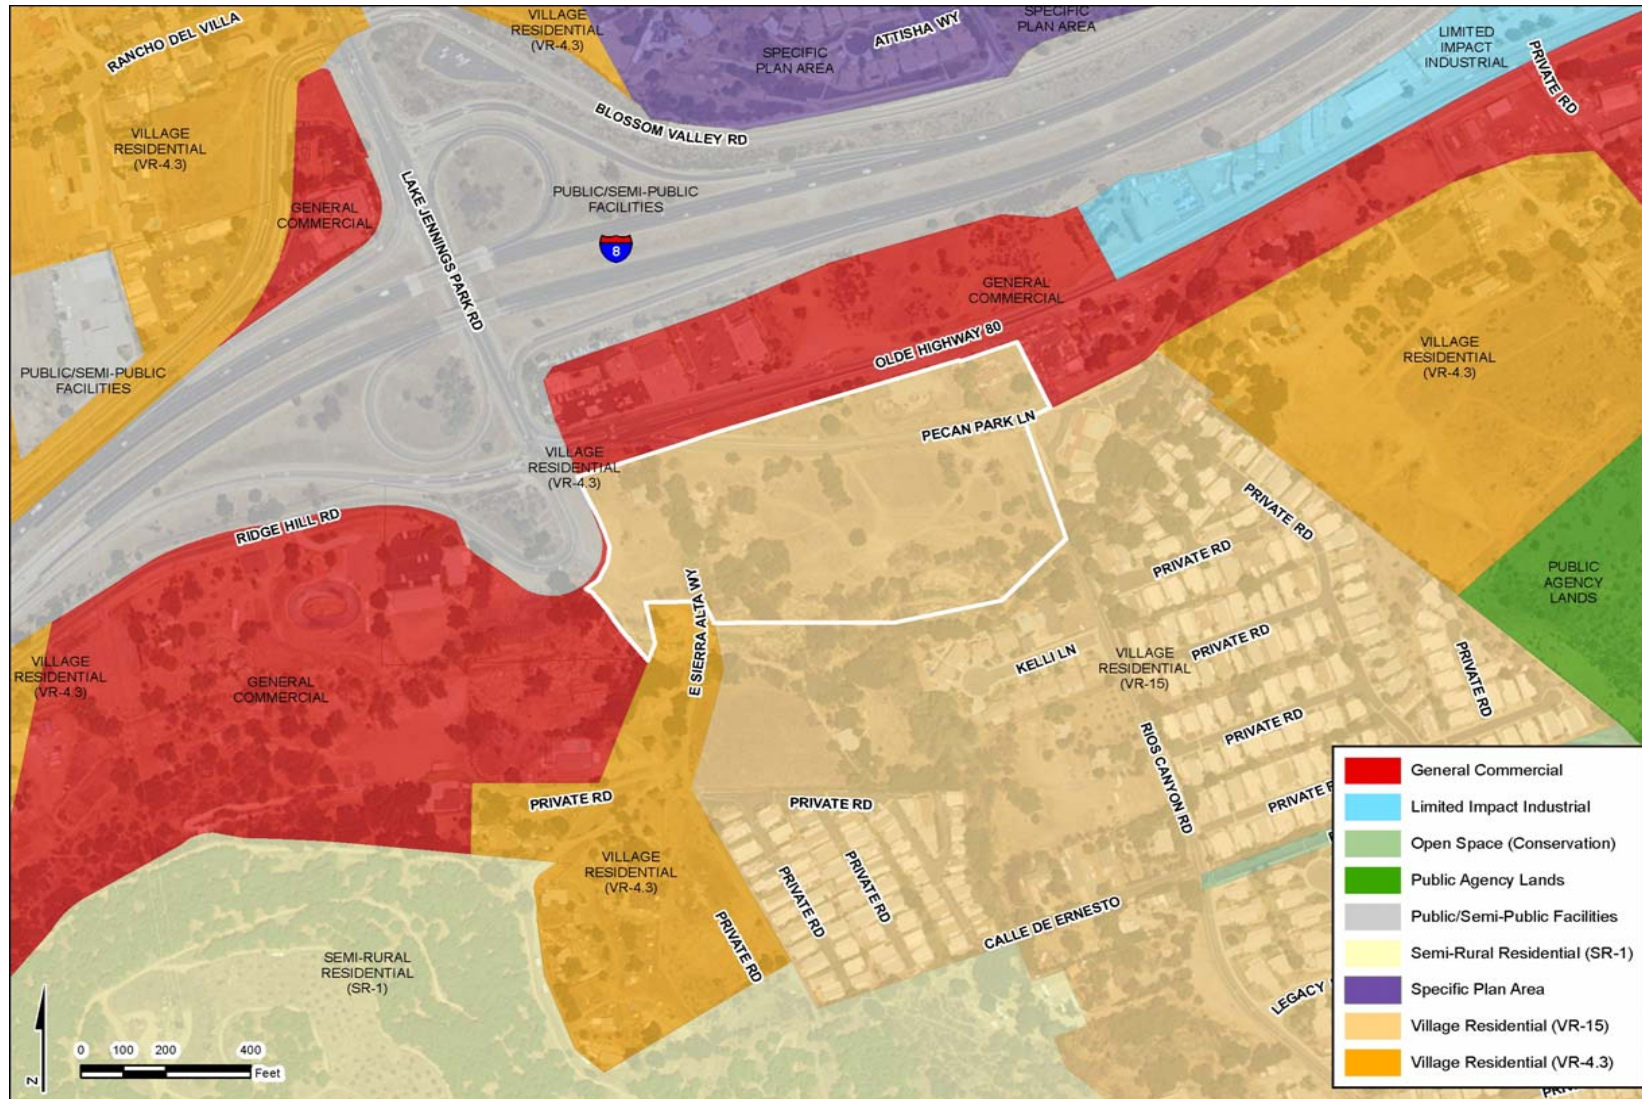 RANCHO DEL VILLA
VILLAGE
RESIDENTIAL
(VR-4.3)
SPECIFIC
PLAN AREA
ATTISHA WY
SPECIFIC
PLAN AREA
LIMITED
IMPACT
INDUSTRIAL
PRIVATE RD
BLOSSOM VALLEY RD
VILLAGE
RESIDENTIAL
(VR-4.3)
LAKE JENNINGS PARK RD
PUBLIC/SEMI-PUBLIC
FACILITIES
8
GENERAL
COMMERCIAL
GENERAL
COMMERCIAL
OLDE HIGHWAY 80
VILLAGE
RESIDENTIAL
(VR-4.3)
PUBLIC/SEMI-PUBLIC
FACILITIES
PECAN PARK LN
VILLAGE
RESIDENTIAL
(VR-4.3)
RIDGE HILL RD
PRIVATE RD
PRIVATE RD
PUBLIC
AGENCY
LANDS
E SIERRA ALTA WY
PRIVATE RD
KELLI LN
VILLAGE
RESIDENTIAL
(VR-15)
PRIVATE RD
VILLAGE
RESIDENTIAL
(VR-4.3)
GENERAL
COMMERCIAL
PRIVATE RD
RIOS CANYON RD
PRIVATE RD
PRIVATE RD
PRIVATE RD
VILLAGE
RESIDENTIAL
(VR-4.3)
PRIVATE RD
PRIVATE RD
PRIVATE RD
CALLE DE ERNESTO
SEMI-RURAL
RESIDENTIAL
(SR-1)
LEGACY
General Commercial
Limited Impact Industrial
Open Space (Conservation)
Public Agency Lands
Public/Semi-Public Facilities
Semi-Rural Residential (SR-1)
Specific Plan Area
Village Residential (VR-15)
Village Residential (VR-4.3)
N
0 100 200 400
Feet